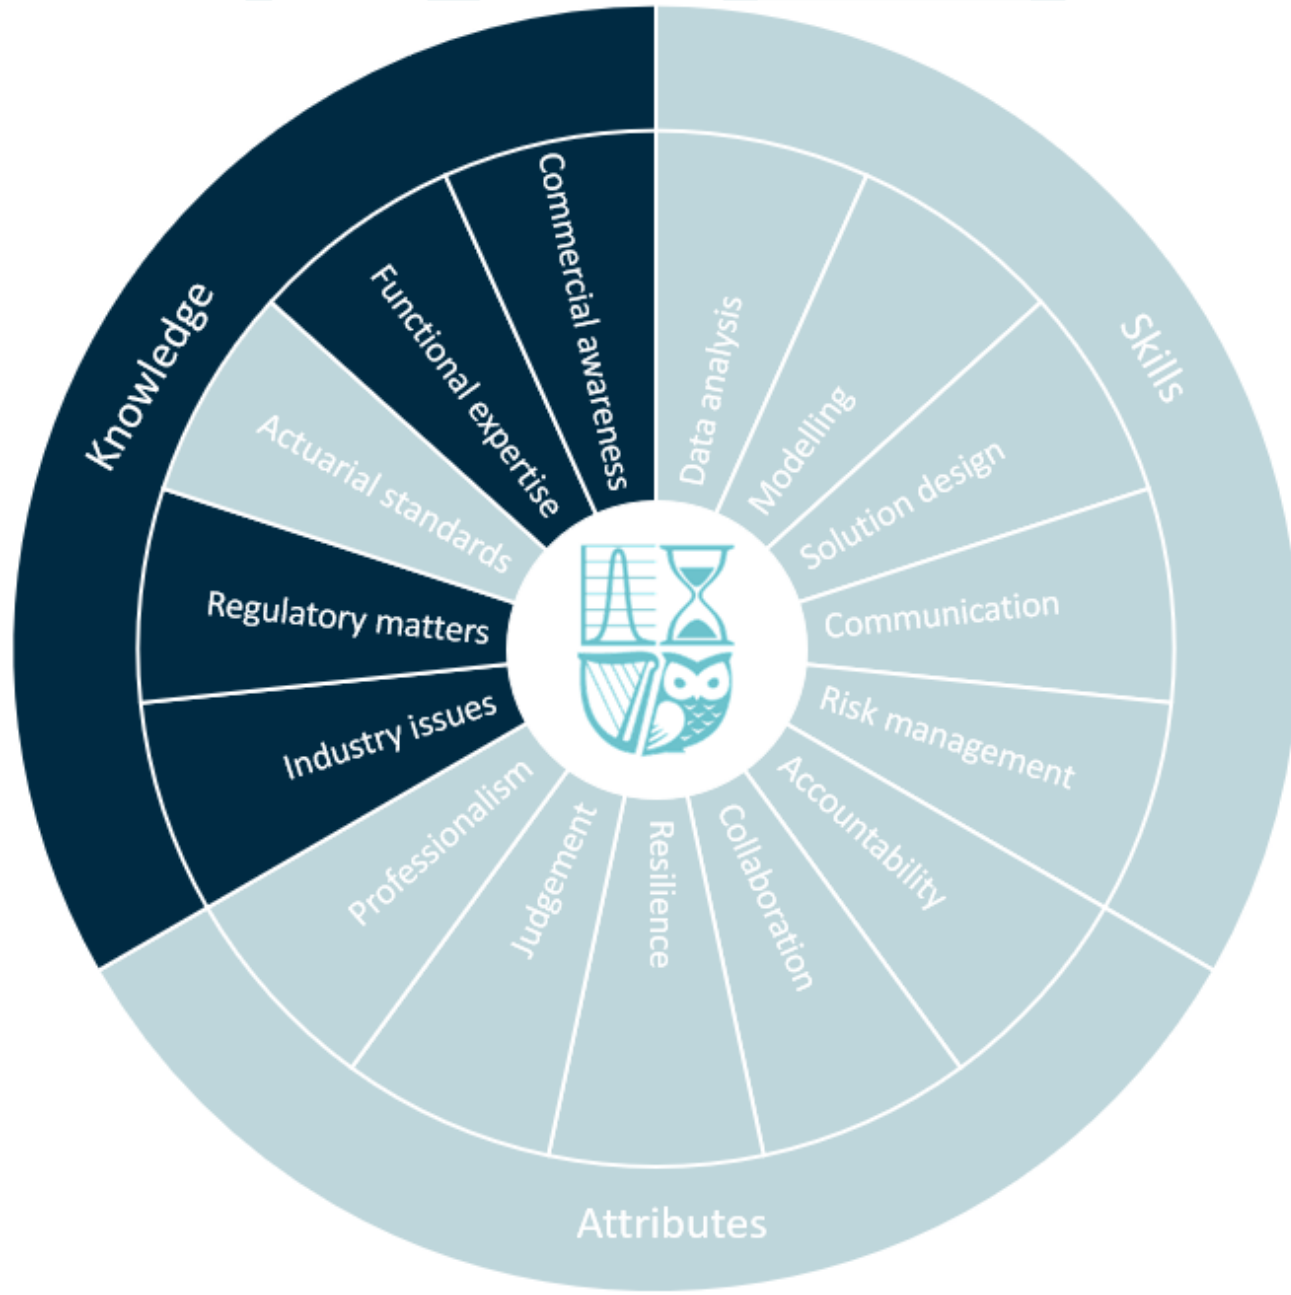 Knowledge
Commercial awareness
Functional expertise
Actuarial standards
Regulatory matters
Industry issues
Skills
Data analysis
Modelling
Solution design
Communication
Risk management
Attributes
Accountability
Collaboration
Resilience
Judgement
Professionalism